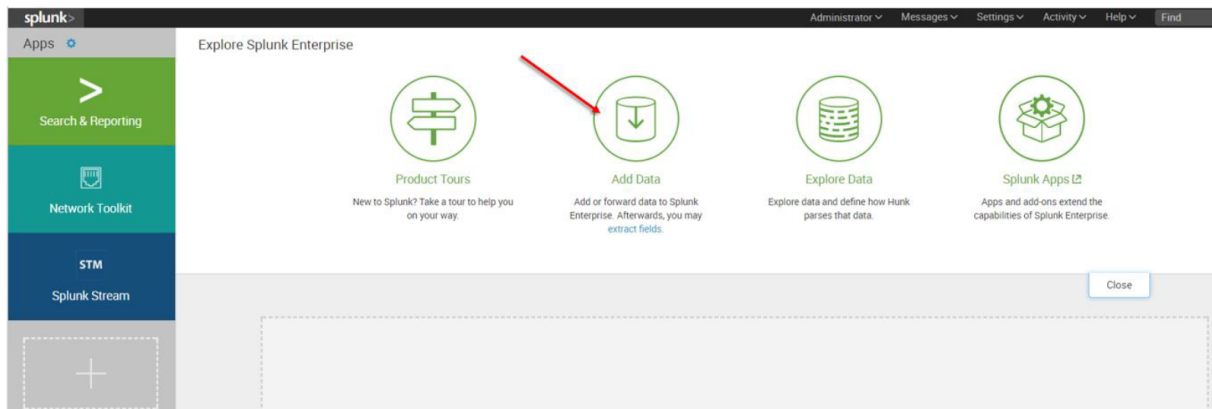 splunk>
Administrator Messages Settings Activity Help Find
Apps
Explore Splunk Enterprise
>
Search & Reporting
Network Toolkit
STM
Splunk Stream
Product Tours
New to Splunk? Take a tour to help you
on your way.
Add Data
Add or forward data to Splunk
Enterprise. Afterwards, you may
extract fields.
Explore Data
Explore data and define how Hunk
parses that data.
Splunk Apps
Apps and add-ons extend the
capabilities of Splunk Enterprise.
Close